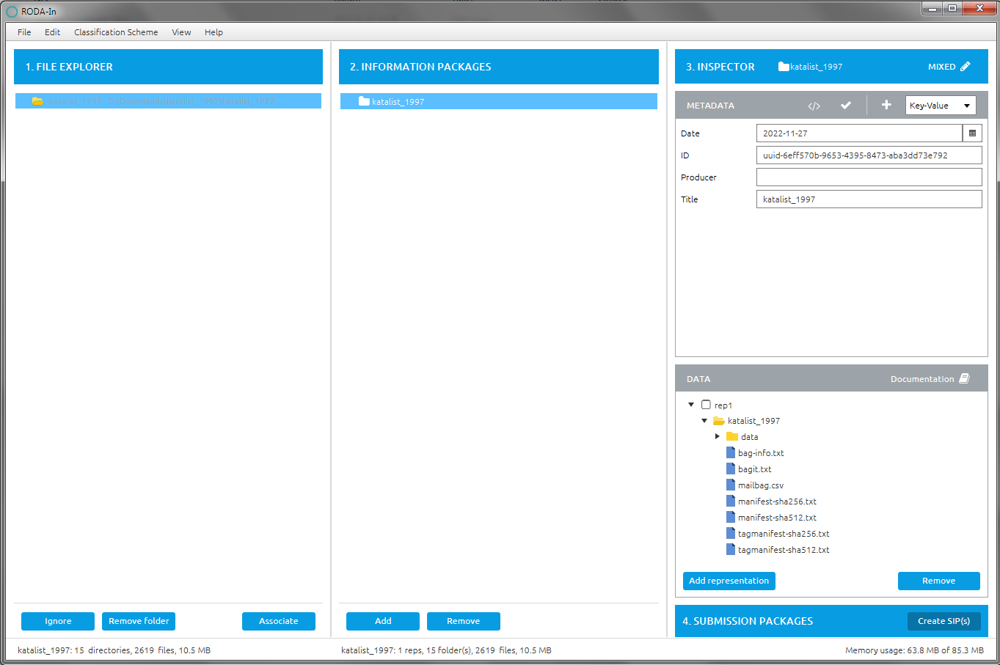 RODA-In
File Edit Classification Scheme View Help
1. FILE EXPLORER
katalist_1997 D:\Downloads\katalist_1997\katalist_1997
Ignore Remove folder Associate
2. INFORMATION PACKAGES
katalist_1997
Add Remove
3. INSPECTOR katalist_1997 MIXED
METADATA </> Key-Value
Date 2022-11-27
ID uuid-6eff570b-9653-4395-8473-aba3dd73e792
Producer
Title katalist_1997
DATA Documentation
rep1
katalist_1997
data
bag-info.txt
bagit.txt
mailbag.csv
manifest-sha256.txt
manifest-sha512.txt
tagmanifest-sha256.txt
tagmanifest-sha512.txt
Add representation Remove
4. SUBMISSION PACKAGES Create SIP(s)
katalist_1997: 15 directories, 2619 files, 10.5 MB
katalist_1997: 1 reps, 15 folder(s), 2619 files, 10.5 MB
Memory usage: 63.8 MB of 85.3 MB